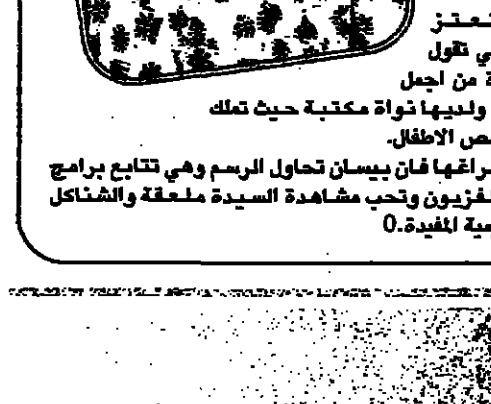 تعتز
ي تقول
ة من اجمل
ولديها نواة مكتبة حيث تملك
ص الاطفال.
راغها فان بيسان تحاول الرسم وهي تتابع برامج
لفزيون وتحب مشاهدة السيدة ملعقة والشناكل
مية المفيدة.0